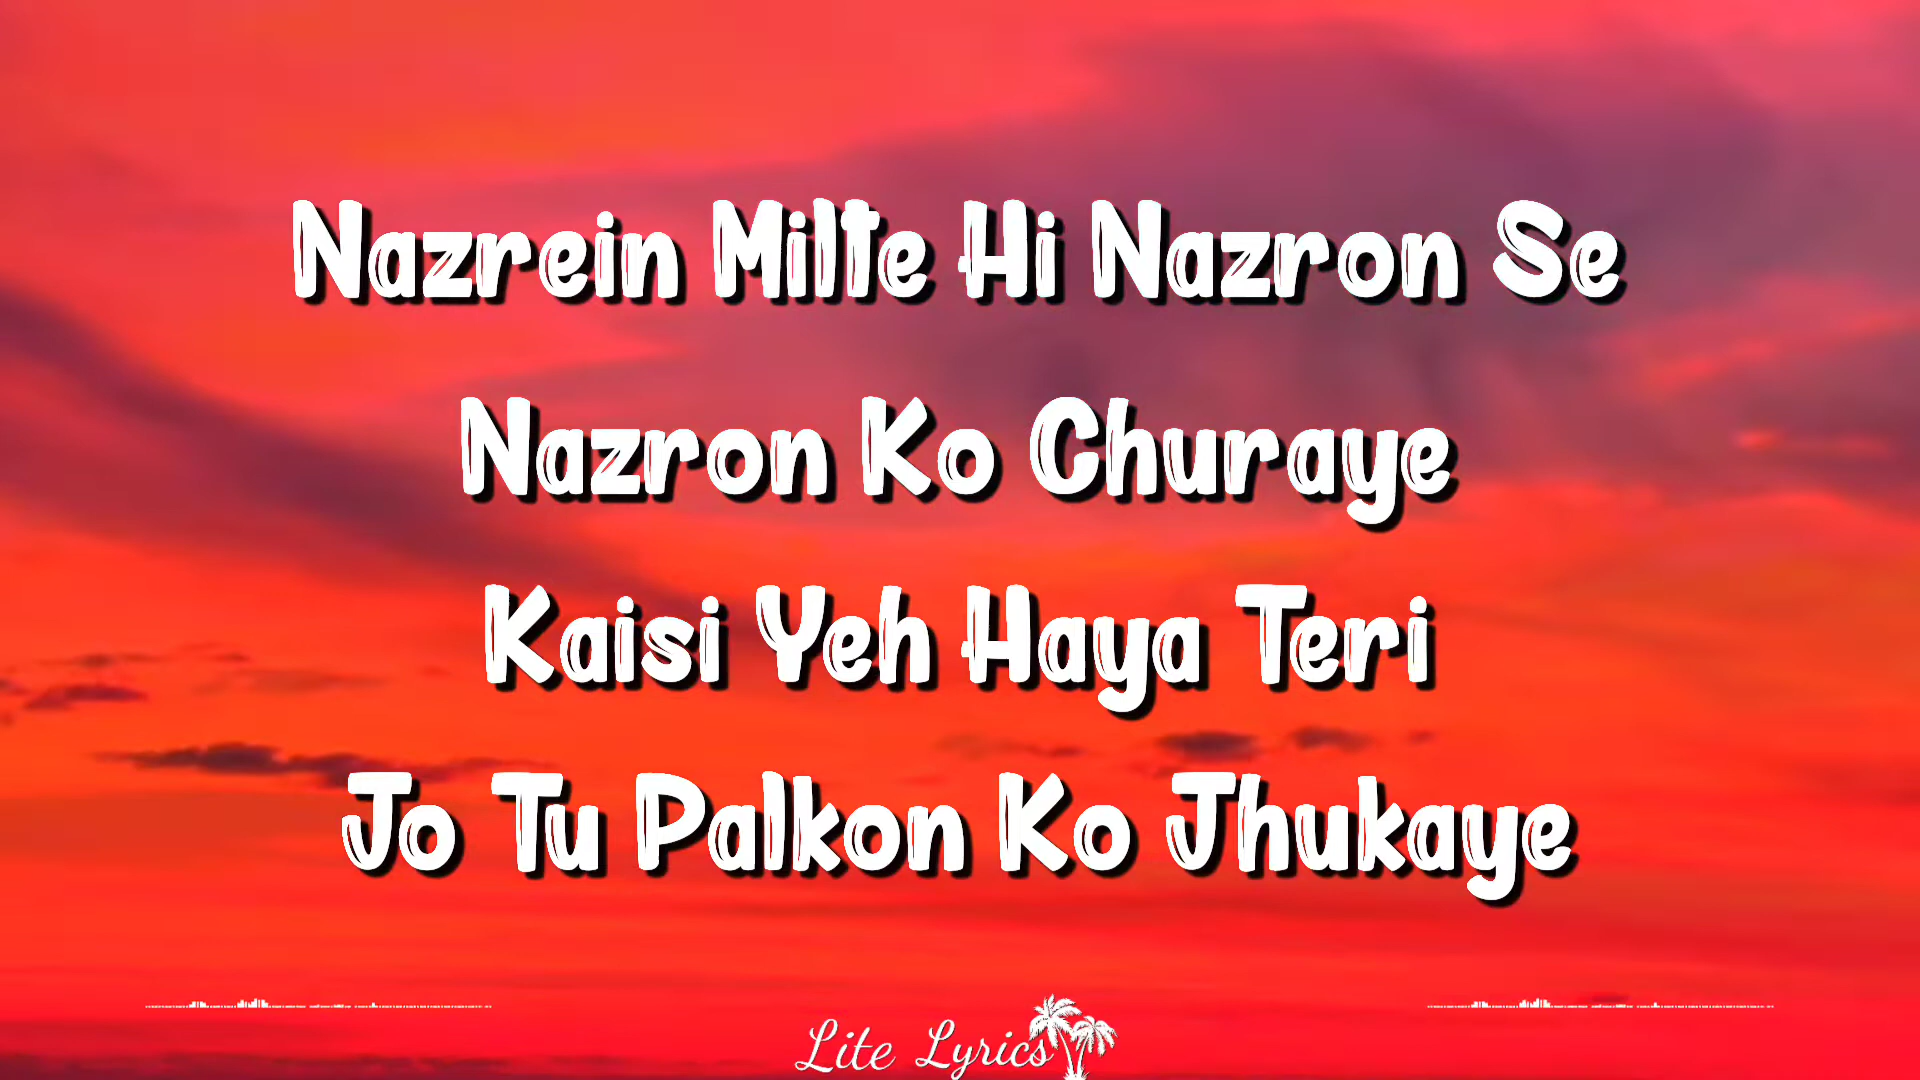 Nazrein Milte Hi Nazron Se
Nazron Ko Churaye
Kaisi Yeh Haya Teri
Jo Tu Palkon Ko Jhukaye
Lite Lyrics